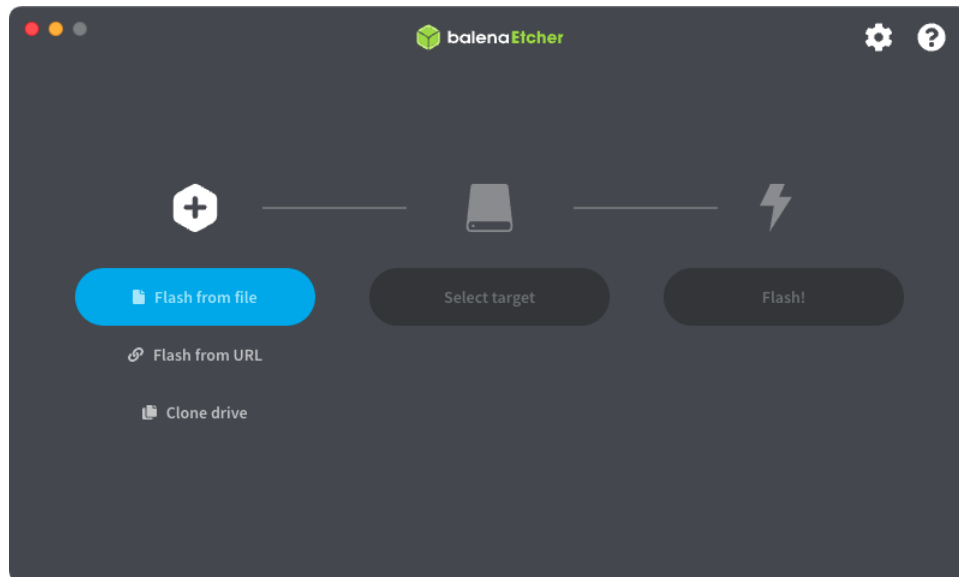 balenaEtcher
Flash from file
Select target
Flash!
Flash from URL
Clone drive